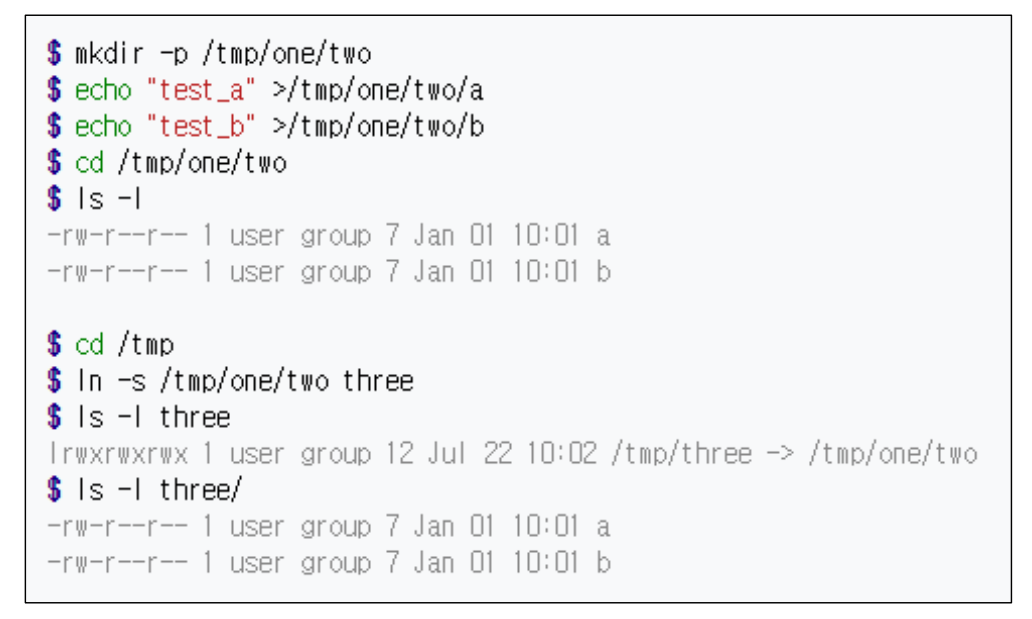 $ mkdir -p /tmp/one/two
$ echo "test_a" >/tmp/one/two/a
$ echo "test_b" >/tmp/one/two/b
$ cd /tmp/one/two
$ ls -l
-rw-r--r-- 1 user group 7 Jan 01 10:01 a
-rw-r--r-- 1 user group 7 Jan 01 10:01 b
$ cd /tmp
$ ln -s /tmp/one/two three
$ ls -l three
lrwxrwxrwx 1 user group 12 Jul 22 10:02 /tmp/three -> /tmp/one/two
$ ls -l three/
-rw-r--r-- 1 user group 7 Jan 01 10:01 a
-rw-r--r-- 1 user group 7 Jan 01 10:01 b